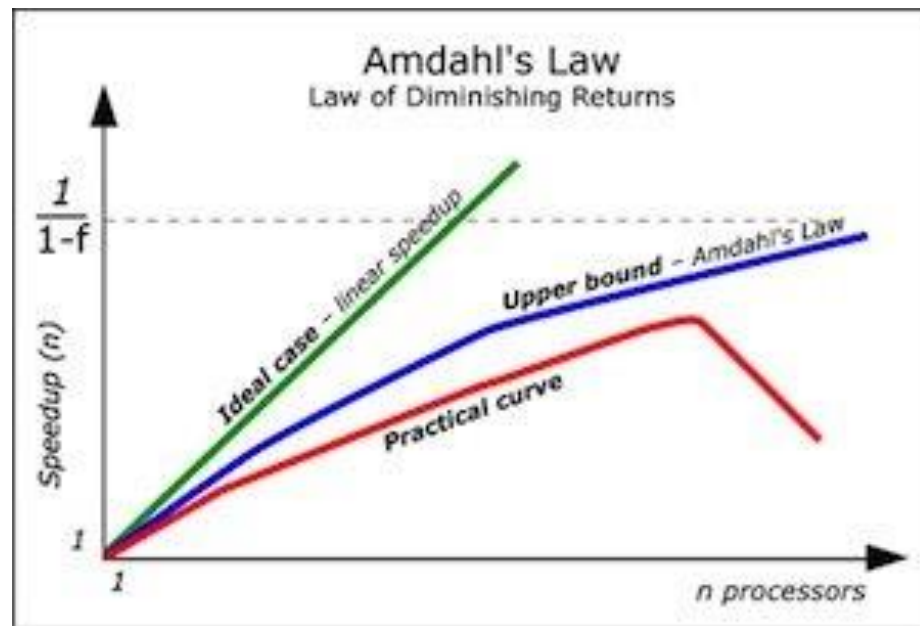 Amdahl's Law
Law of Diminishing Returns
1
1-f
Speedup (n)
Ideal case – linear speedup
Upper bound – Amdahl's Law
Practical curve
1
1
n processors